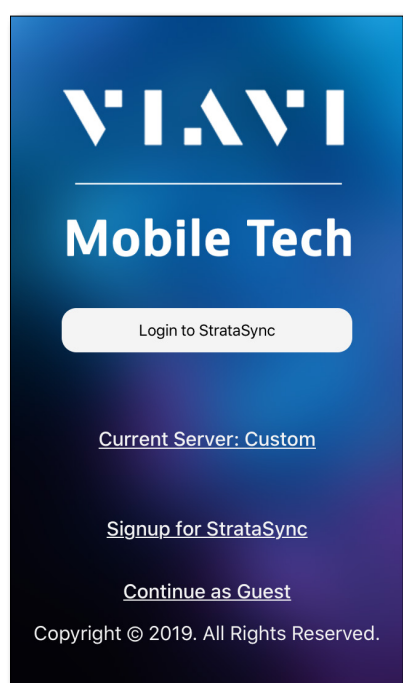 VIAVI
Mobile Tech
Login to StrataSync
Current Server: Custom
Signup for StrataSync
Continue as Guest
Copyright © 2019. All Rights Reserved.